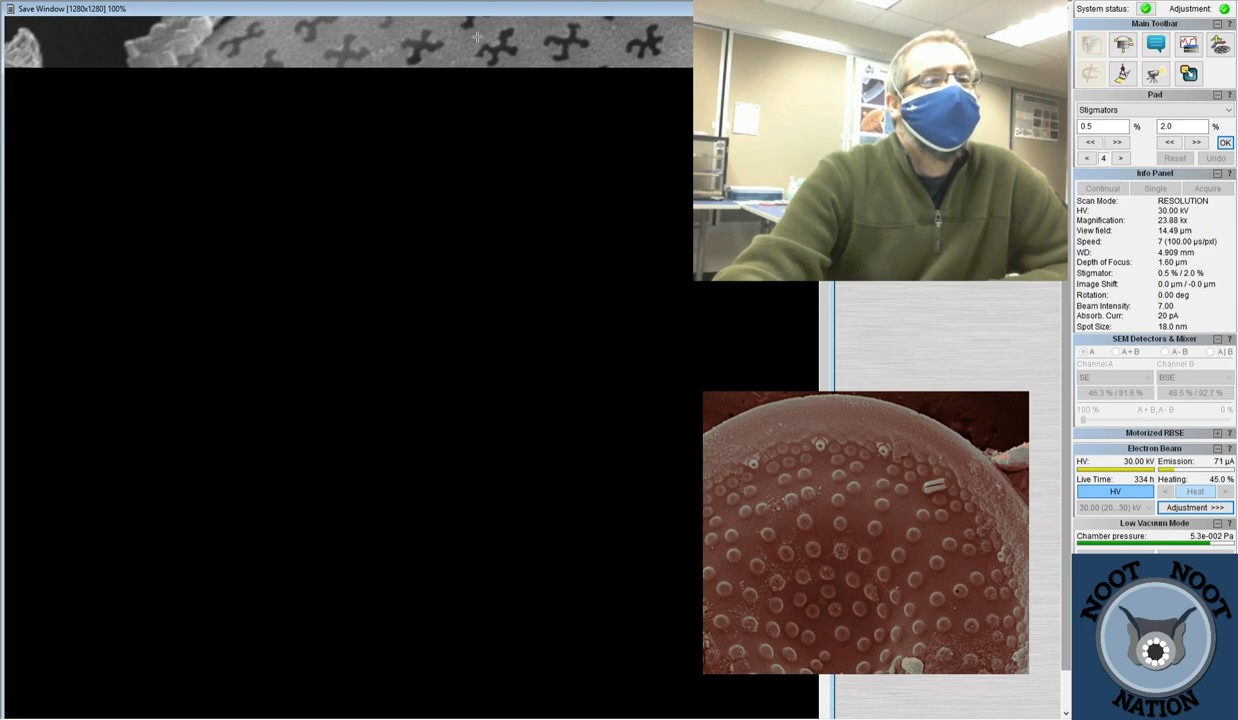 Save Window [1280x1280] 100%
System status: Adjustment:
Main Toolbar
Pad
Stigmators
0.5 % 2.0 %
<< >> << >> OK
< 4 > Reset Undo
Info Panel
Continual Single Acquire
Scan Mode: RESOLUTION
HV: 30.00 kV
Magnification: 23.88 kx
View field: 14.49 µm
Speed: 7 (100.00 µs/pxl)
WD: 4.909 mm
Depth of Focus: 1.60 µm
Stigmator: 0.5 % / 2.0 %
Image Shift: 0.0 µm / -0.0 µm
Rotation: 0.00 deg
Beam Intensity: 7.00
Absorb. Curr: 20 pA
Spot Size: 18.0 nm
SEM Detectors & Mixer
A A + B A - B A | B
Channel A Channel B
SE BSE
46.3 % / 91.6 % 48.5 % / 92.7 %
100 % A + B, A - B 0 %
Motorized RBSE
Electron Beam
HV: 30.00 kV Emission: 71 µA
Live Time: 334 h Heating: 45.0 %
HV < Heat >
30.00 (20...30) kV Adjustment >>>
Low Vacuum Mode
Chamber pressure: 5.3e-002 Pa
NOOT NOOT
NATION